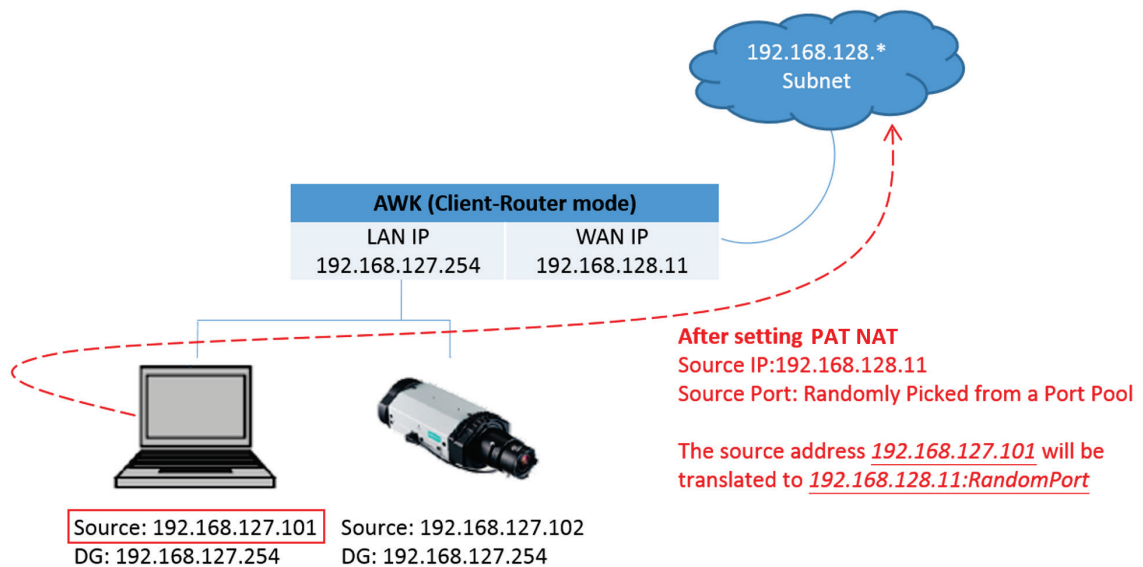 192.168.128.*
Subnet
AWK (Client-Router mode)
LAN IP
192.168.127.254
WAN IP
192.168.128.11
After setting PAT NAT
Source IP:192.168.128.11
Source Port: Randomly Picked from a Port Pool
The source address 192.168.127.101 will be
translated to 192.168.128.11:RandomPort
Source: 192.168.127.101
DG: 192.168.127.254
Source: 192.168.127.102
DG: 192.168.127.254